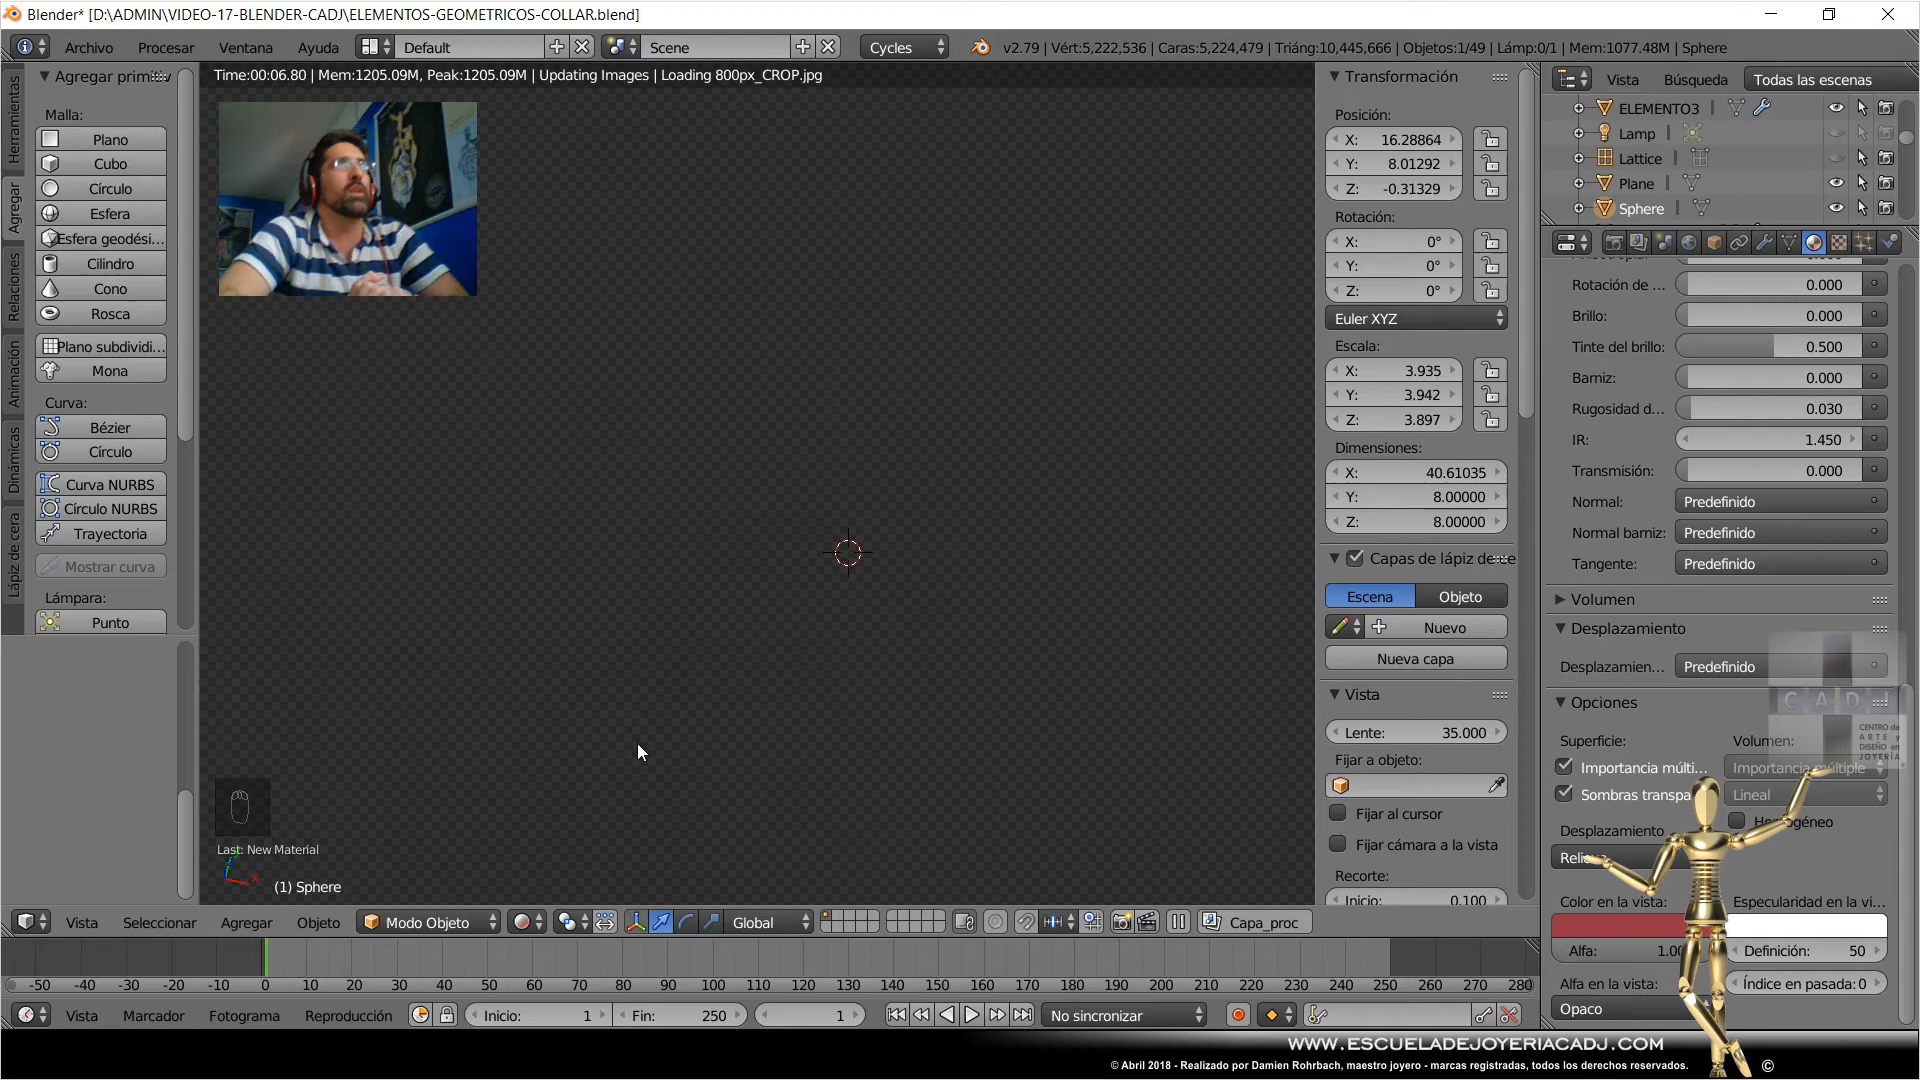 Blender* [D:\ADMIN\VIDEO-17-BLENDER-CADJ\ELEMENTOS-GEOMETRICOS-COLLAR.blend]
Archivo Procesar Ventana Ayuda Default Scene Cycles v2.79 | Vért:5,222,536 | Caras:5,224,479 | Triáng:10,445,666 | Objetos:1/49 | Lámp:0/1 | Mem:1077.48M | Sphere
Time:00:06.80 | Mem:1205.09M, Peak:1205.09M | Updating Images | Loading 800px_CROP.jpg
Herramientas
Agregar
Relaciones
Animación
Dinámicas
Lápiz de cera
Agregar primitiv
Malla:
Plano
Cubo
Círculo
Esfera
Esfera geodési...
Cilindro
Cono
Rosca
Plano subdividi...
Mona
Curva:
Bézier
Círculo
Curva NURBS
Círculo NURBS
Trayectoria
Mostrar curva
Lámpara:
Punto
Last: New Material
(1) Sphere
Transformación
Posición:
X: 16.28864
Y: 8.01292
Z: -0.31329
Rotación:
X: 0°
Y: 0°
Z: 0°
Euler XYZ
Escala:
X: 3.935
Y: 3.942
Z: 3.897
Dimensiones:
X: 40.61035
Y: 8.00000
Z: 8.00000
Capas de lápiz de ce
Escena Objeto
Nuevo
Nueva capa
Vista
Lente: 35.000
Fijar a objeto:
Fijar al cursor
Fijar cámara a la vista
Recorte:
Inicio: 0.100
Vista Búsqueda Todas las escenas
ELEMENTO3
Lamp
Lattice
Plane
Sphere
Rotación de ... 0.000
Brillo: 0.000
Tinte del brillo: 0.500
Barniz: 0.000
Rugosidad d... 0.030
IR: 1.450
Transmisión: 0.000
Normal: Predefinido
Normal barniz: Predefinido
Tangente: Predefinido
Volumen
Desplazamiento
Desplazamien... Predefinido
Opciones
CADJ
CENTRO de
ARTE y
DISEÑO en
JOYERÍA
Superficie: Volumen:
Importancia múlti... Importancia múltiple
Sombras transpa Lineal
Homogéneo
Desplazamiento
Relie
Color en la vista: Especularidad en la vi...
Alfa: 1.00 Definición: 50
Alfa en la vista: Índice en pasada: 0
Opaco
Vista Seleccionar Agregar Objeto Modo Objeto Global Capa_proc
-50 -40 -30 -20 -10 0 10 20 30 40 50 60 70 80 90 100 110 120 130 140 150 160 170 180 190 200 210 220 230 240 250 260 270 280
Vista Marcador Fotograma Reproducción Inicio: 1 Fin: 250 1 No sincronizar
WWW.ESCUELADEJOYERIACADJ.COM
© Abril 2018 - Realizado por Damien Rohrbach, maestro joyero - marcas registradas, todos los derechos reservados. ©